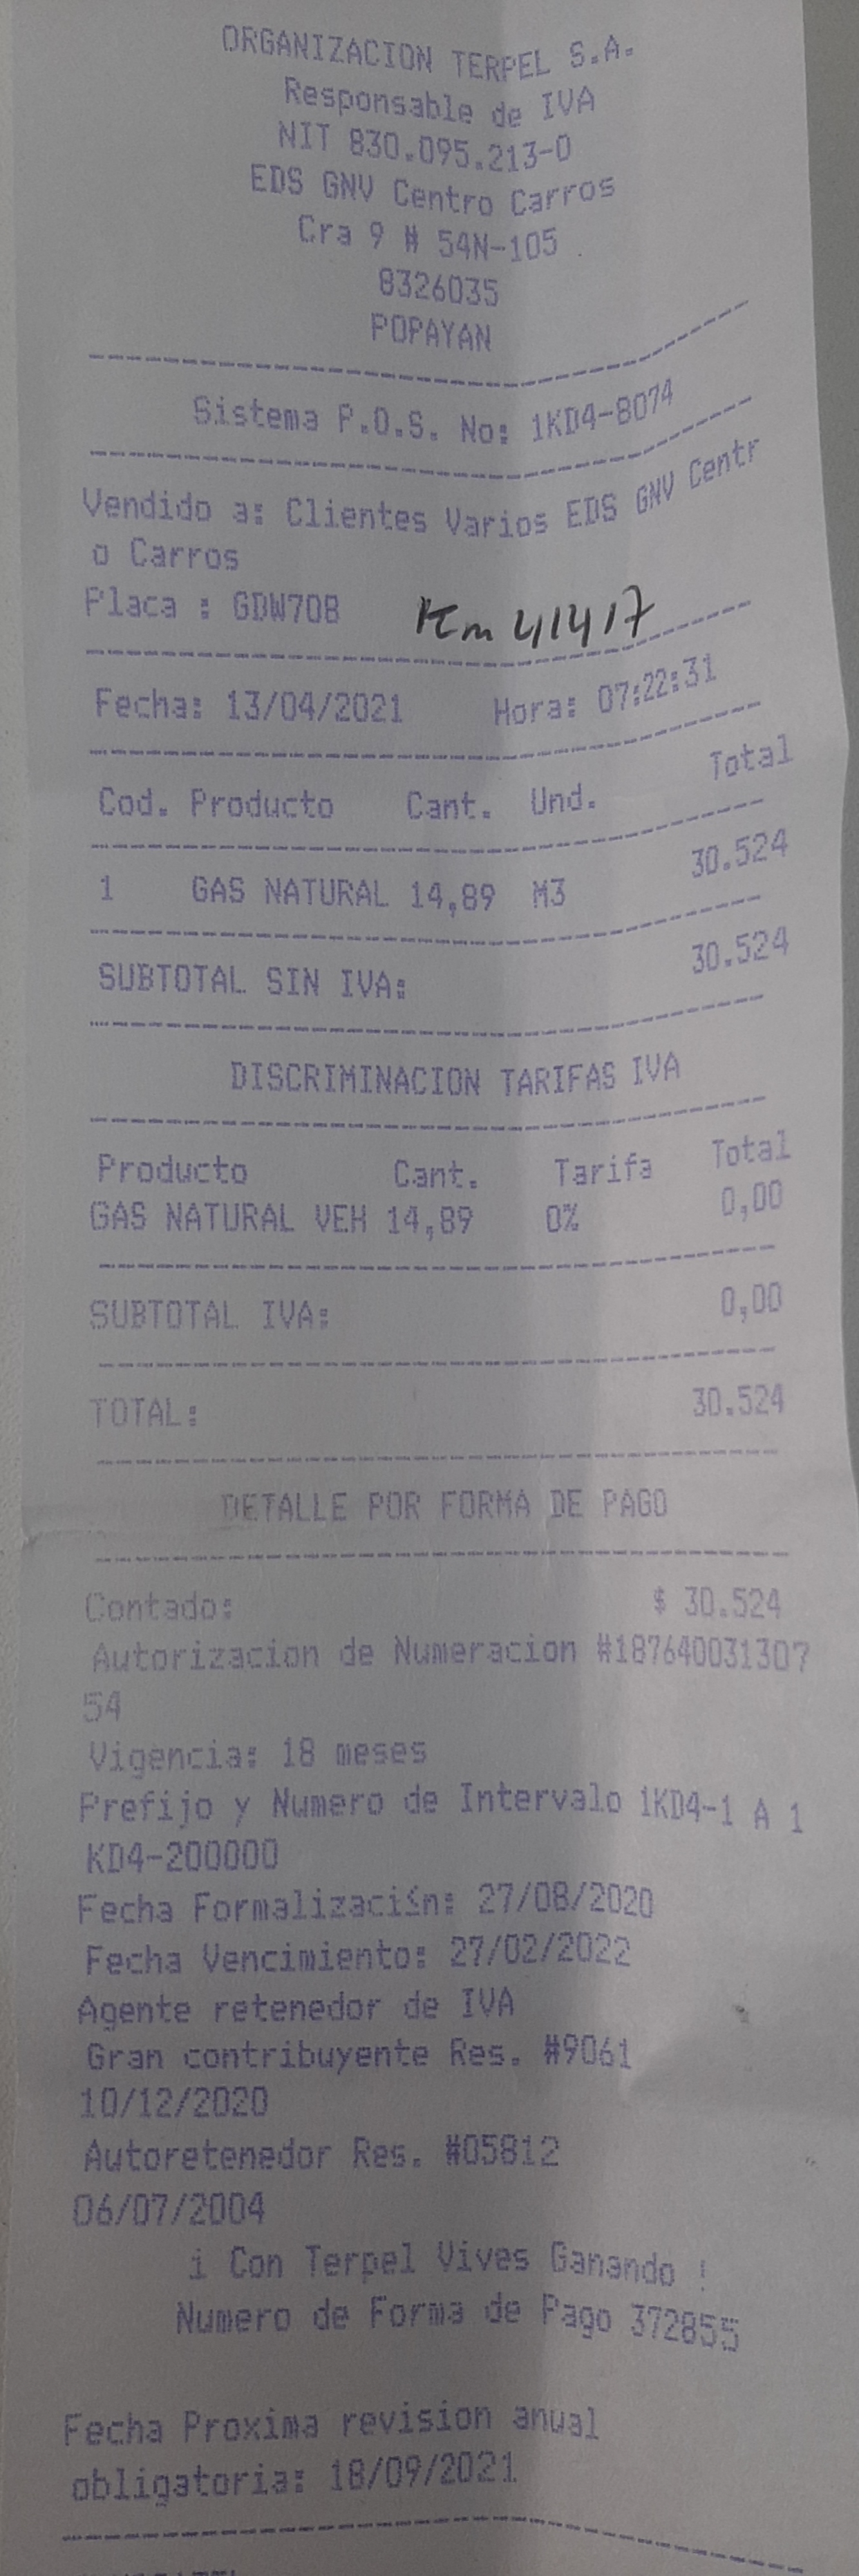 ORGANIZACION TERPEL S.A.
Responsable de IVA
NIT 830.095.213-0
EDS GNV Centro Carros
Cra 9 # 54N-105
8326035
POPAYAN
Sistema P.O.S. No: 1KD4-8074
Vendido a: Clientes Varios EDS GNV Centr
o Carros
Placa : GDW708 Km 41417
Fecha: 13/04/2021 Hora: 07:22:31
Cod. Producto Cant. Und. Total
1 GAS NATURAL 14,89 M3 30.524
SUBTOTAL SIN IVA: 30.524
DISCRIMINACION TARIFAS IVA
Producto Cant. Tarifa Total
GAS NATURAL VEH 14,89 0% 0,00
SUBTOTAL IVA: 0,00
TOTAL: 30.524
DETALLE POR FORMA DE PAGO
Contado: $ 30.524
Autorizacion de Numeracion #187640031307
54
Vigencia: 18 meses
Prefijo y Numero de Intervalo 1KD4-1 A 1
KD4-200000
Fecha Formalizaciín: 27/08/2020
Fecha Vencimiento: 27/02/2022
Agente retenedor de IVA
Gran contribuyente Res. #9061
10/12/2020
Autoretenedor Res. #05812
06/07/2004
¡ Con Terpel Vives Ganando !
Numero de Forma de Pago 372855
Fecha Proxima revision anual
obligatoria: 18/09/2021